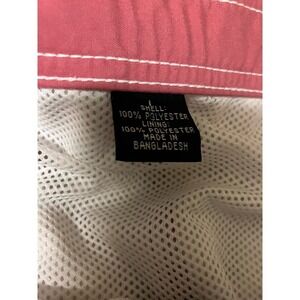 SHELL:
100% POLYESTER
LINING:
100% POLYESTER
MADE IN
BANGLADESH